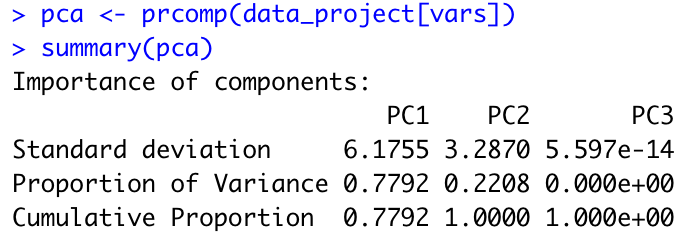 > pca <- prcomp(data_project[vars])
> summary(pca)
Importance of components:
                          PC1    PC2       PC3
Standard deviation     6.1755 3.2870 5.597e-14
Proportion of Variance 0.7792 0.2208 0.000e+00
Cumulative Proportion  0.7792 1.0000 1.000e+00